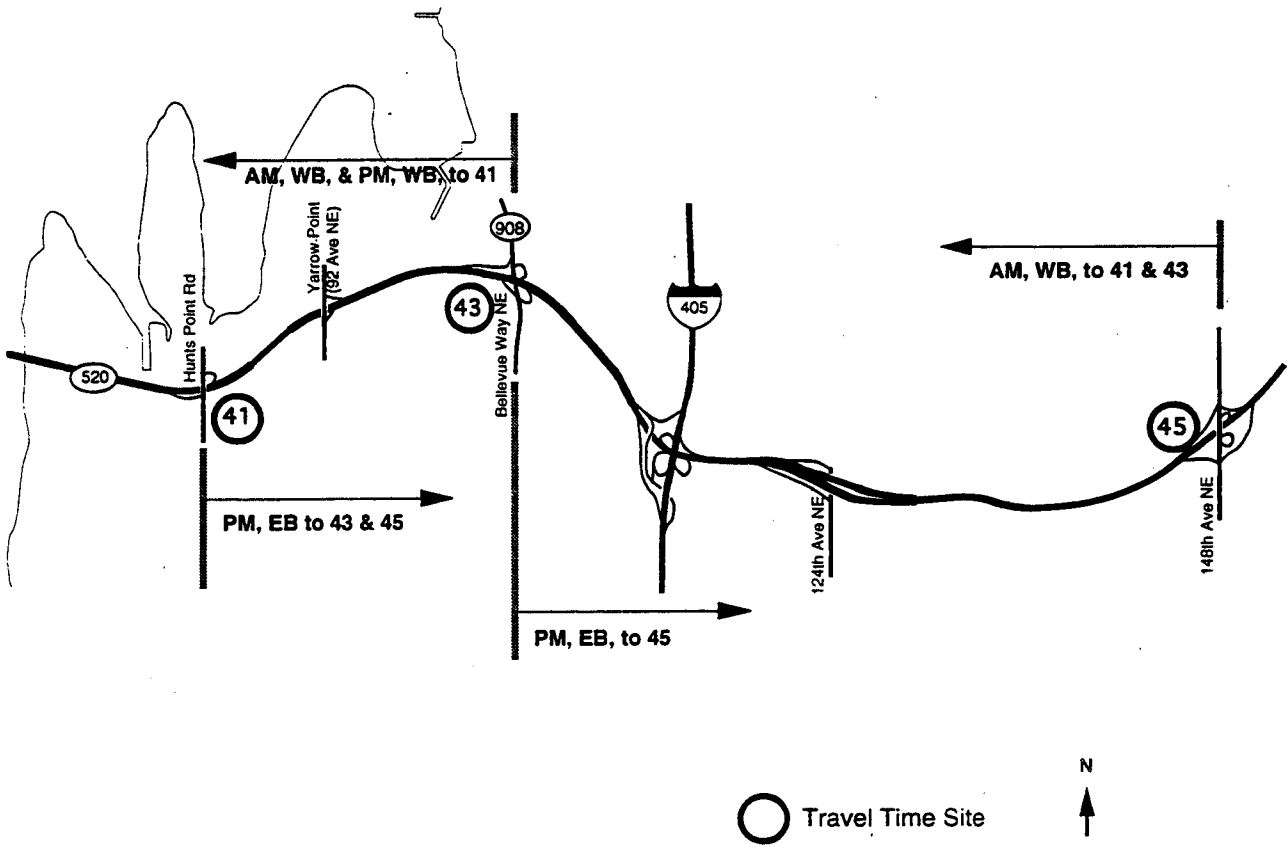 AM, WB, & PM, WB, to 41
908
Yarrow Point
(92 Ave NE)
AM, WB, to 41 & 43
Hunts Point Rd
43
Bellevue Way NE
405
520
41
45
PM, EB to 43 & 45
124th Ave NE
148th Ave NE
PM, EB, to 45
N
Travel Time Site